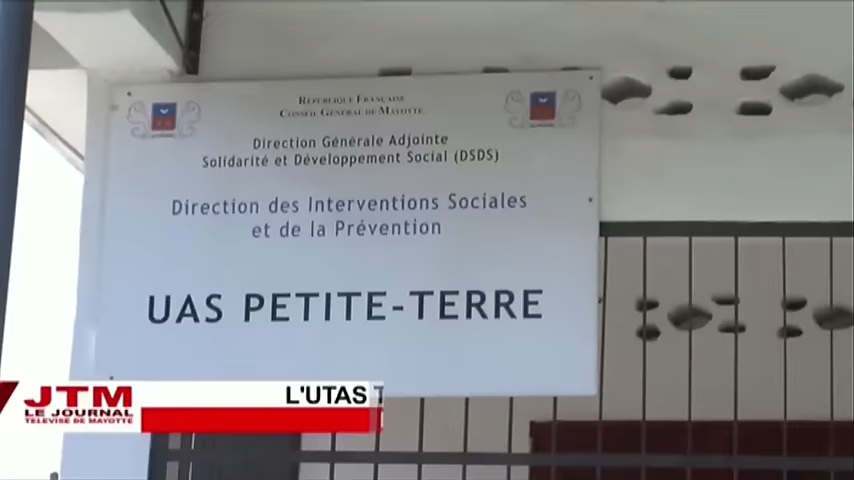 RÉPUBLIQUE FRANÇAISE
CONSEIL GÉNÉRAL DE MAYOTTE
Direction Générale Adjointe
Solidarité et Développement Social (DSDS)
Direction des Interventions Sociales
et de la Prévention
UAS PETITE-TERRE
L'UTAS T
JTM
LE JOURNAL
TÉLÉVISÉ DE MAYOTTE